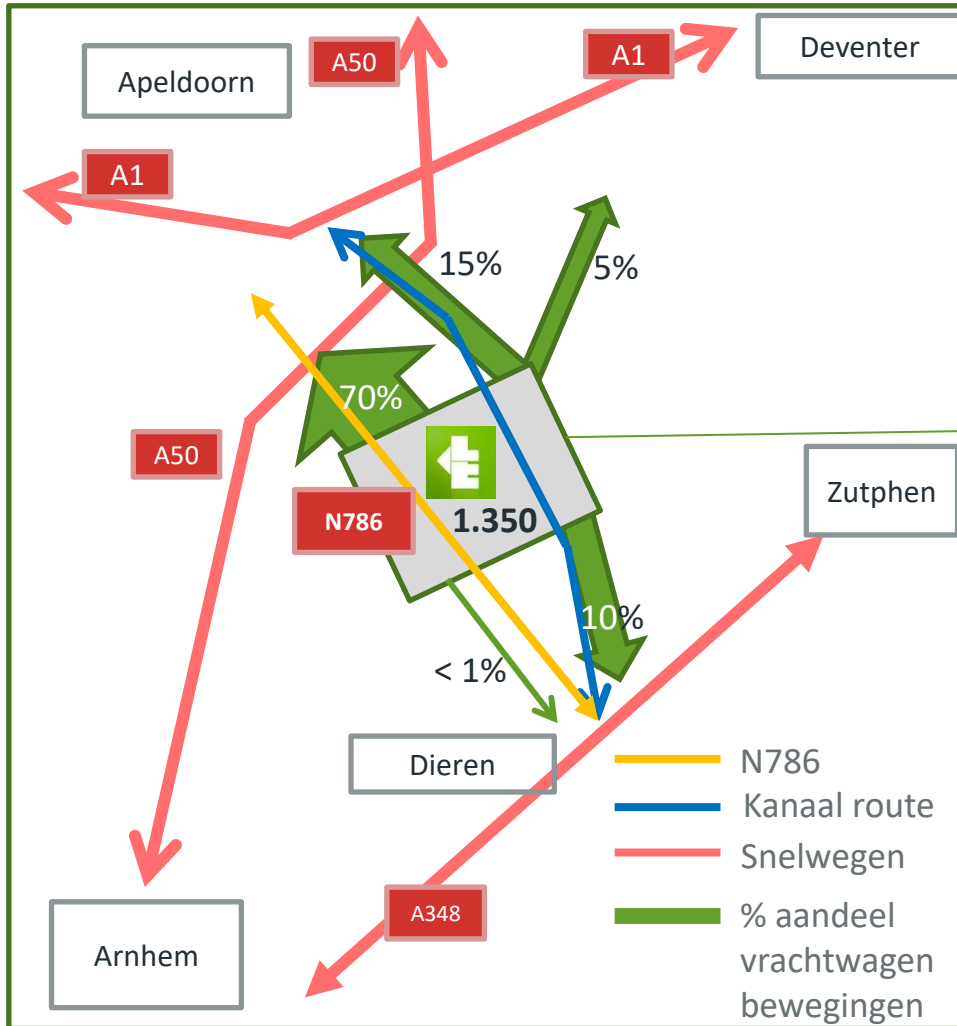 Deventer
A1
A50
Apeldoorn
A1
15%
5%
70%
A50
Zutphen
N786
1.350
10%
< 1%
Dieren
N786
Kanaal route
Snelwegen
A348
% aandeel
vrachtwagen
bewegingen
Arnhem